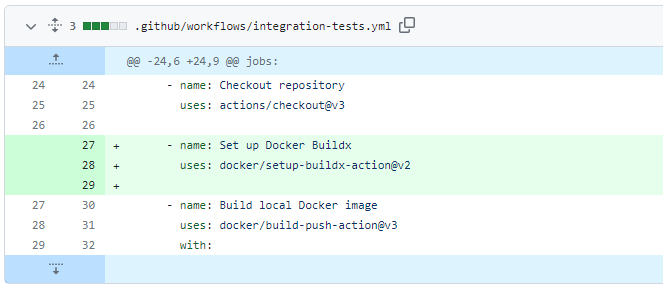 3 .github/workflows/integration-tests.yml
@@ -24,6 +24,9 @@ jobs:
24 24 - name: Checkout repository
25 25 uses: actions/checkout@v3
26 26
27 + - name: Set up Docker Buildx
28 + uses: docker/setup-buildx-action@v2
29 +
27 30 - name: Build local Docker image
28 31 uses: docker/build-push-action@v3
29 32 with: